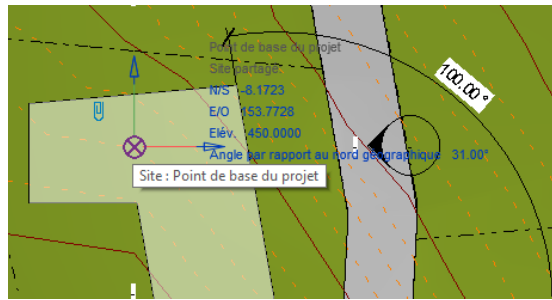 Point de base du projet
Site partagé:
N/S -8.1723
E/O 153.7728
Elév. 450.0000
Angle par rapport au nord géographique 31.00°
100.00°
Site : Point de base du projet